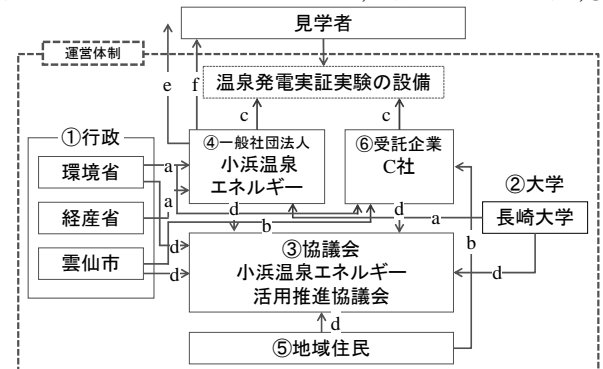 見学者
運営体制
e
f
温泉発電実証実験の設備
c
c
①行政
④一般社団法人
小浜温泉
エネルギー
⑥受託企業
C社
環境省
a
②大学
a
経産省
d
b
d
a
長崎大学
b
雲仙市
d
d
③協議会
小浜温泉エネルギー
活用推進協議会
d
d
⑤地域住民